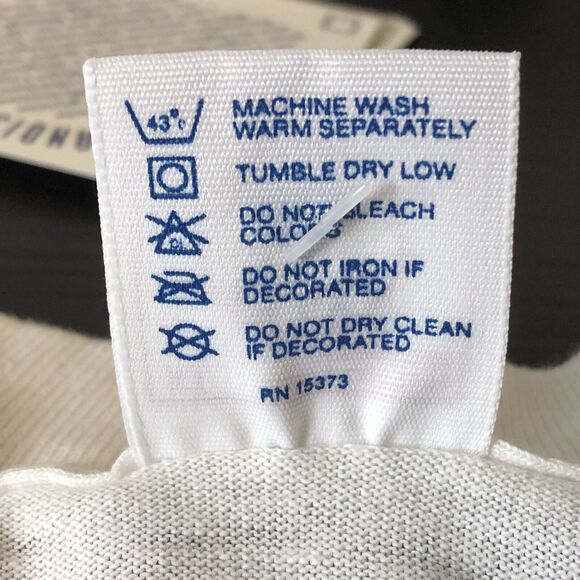 43°C
MACHINE WASH
WARM SEPARATELY
TUMBLE DRY LOW
cl
DO NOT BLEACH
COLORS
DO NOT IRON IF
DECORATED
DO NOT DRY CLEAN
IF DECORATED
RN 15373